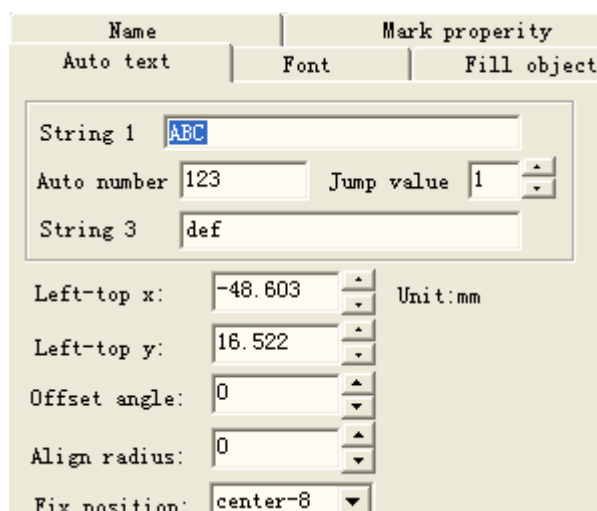 Name Mark properity
Auto text Font Fill object
String 1 ABC
Auto number 123 Jump value 1
String 3 def
Left-top x: -48.603 Unit:mm
Left-top y: 16.522
Offset angle: 0
Align radius: 0
Fix position: center-8